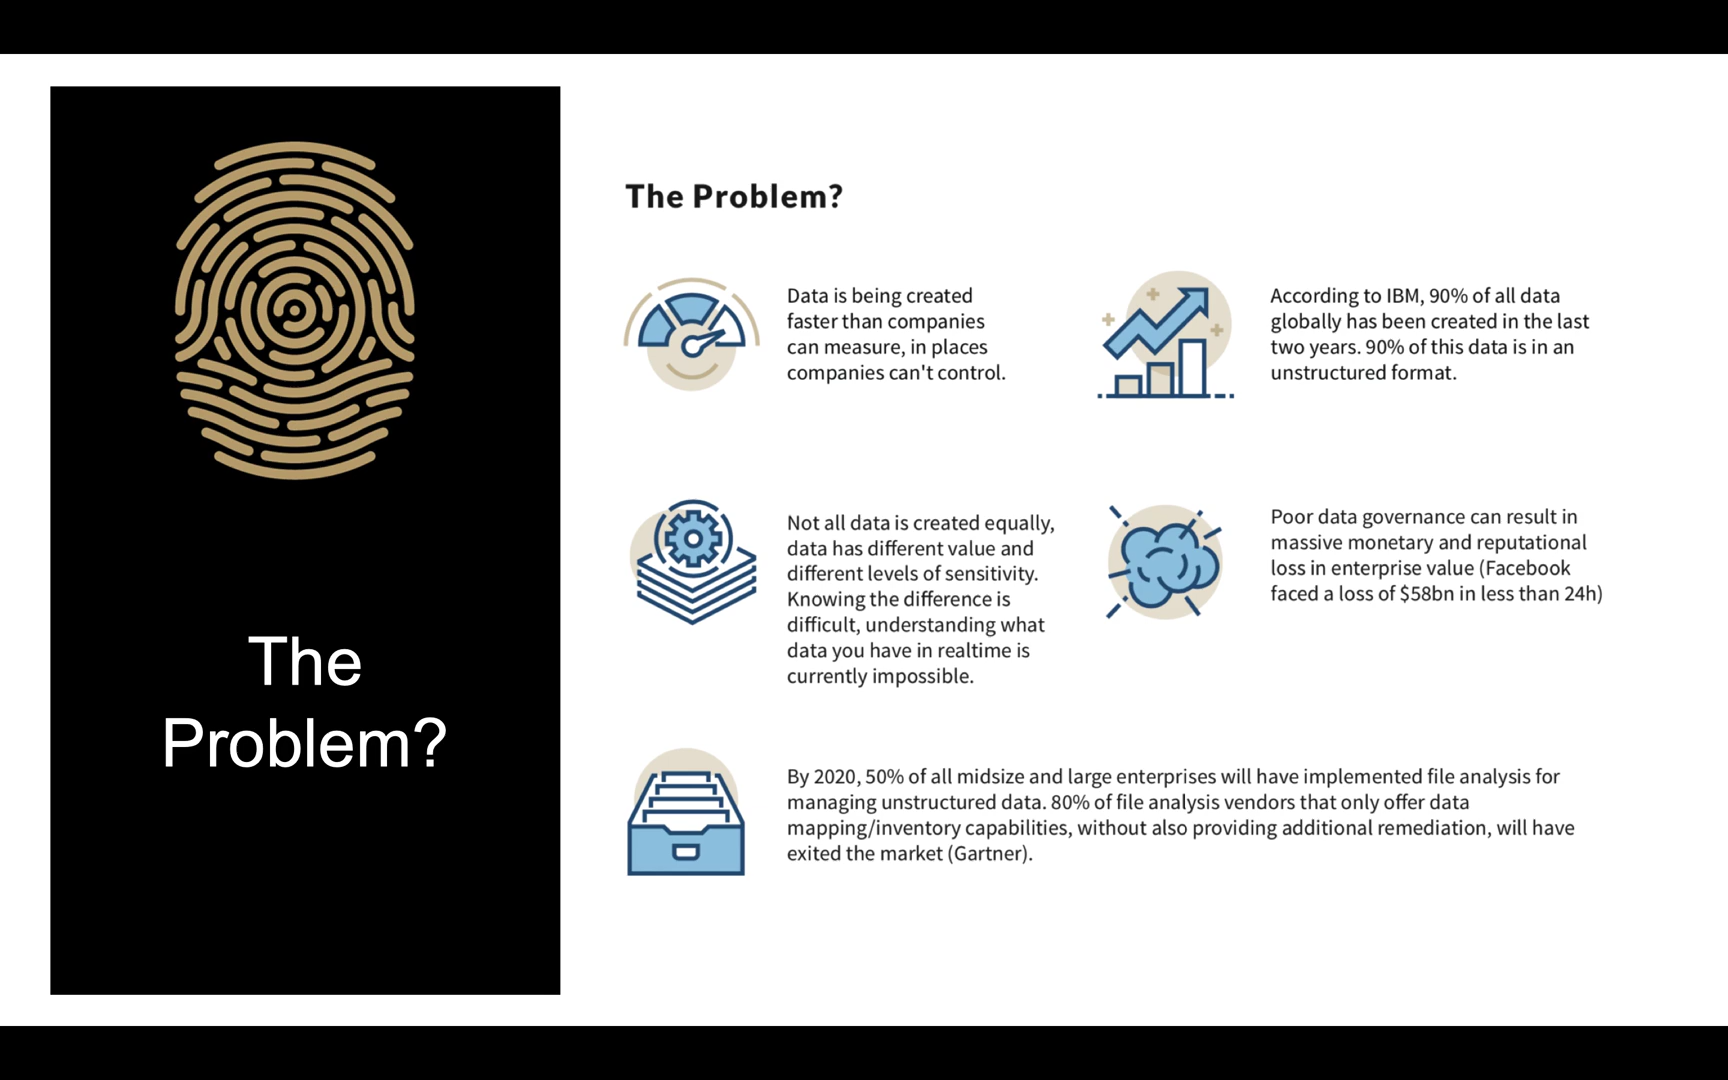 The
Problem?
The Problem?
Data is being created
faster than companies
can measure, in places
companies can't control.
According to IBM, 90% of all data
globally has been created in the last
two years. 90% of this data is in an
unstructured format.
Not all data is created equally,
data has different value and
different levels of sensitivity.
Knowing the difference is
difficult, understanding what
data you have in realtime is
currently impossible.
Poor data governance can result in
massive monetary and reputational
loss in enterprise value (Facebook
faced a loss of $58bn in less than 24h)
By 2020, 50% of all midsize and large enterprises will have implemented file analysis for
managing unstructured data. 80% of file analysis vendors that only offer data
mapping/inventory capabilities, without also providing additional remediation, will have
exited the market (Gartner).